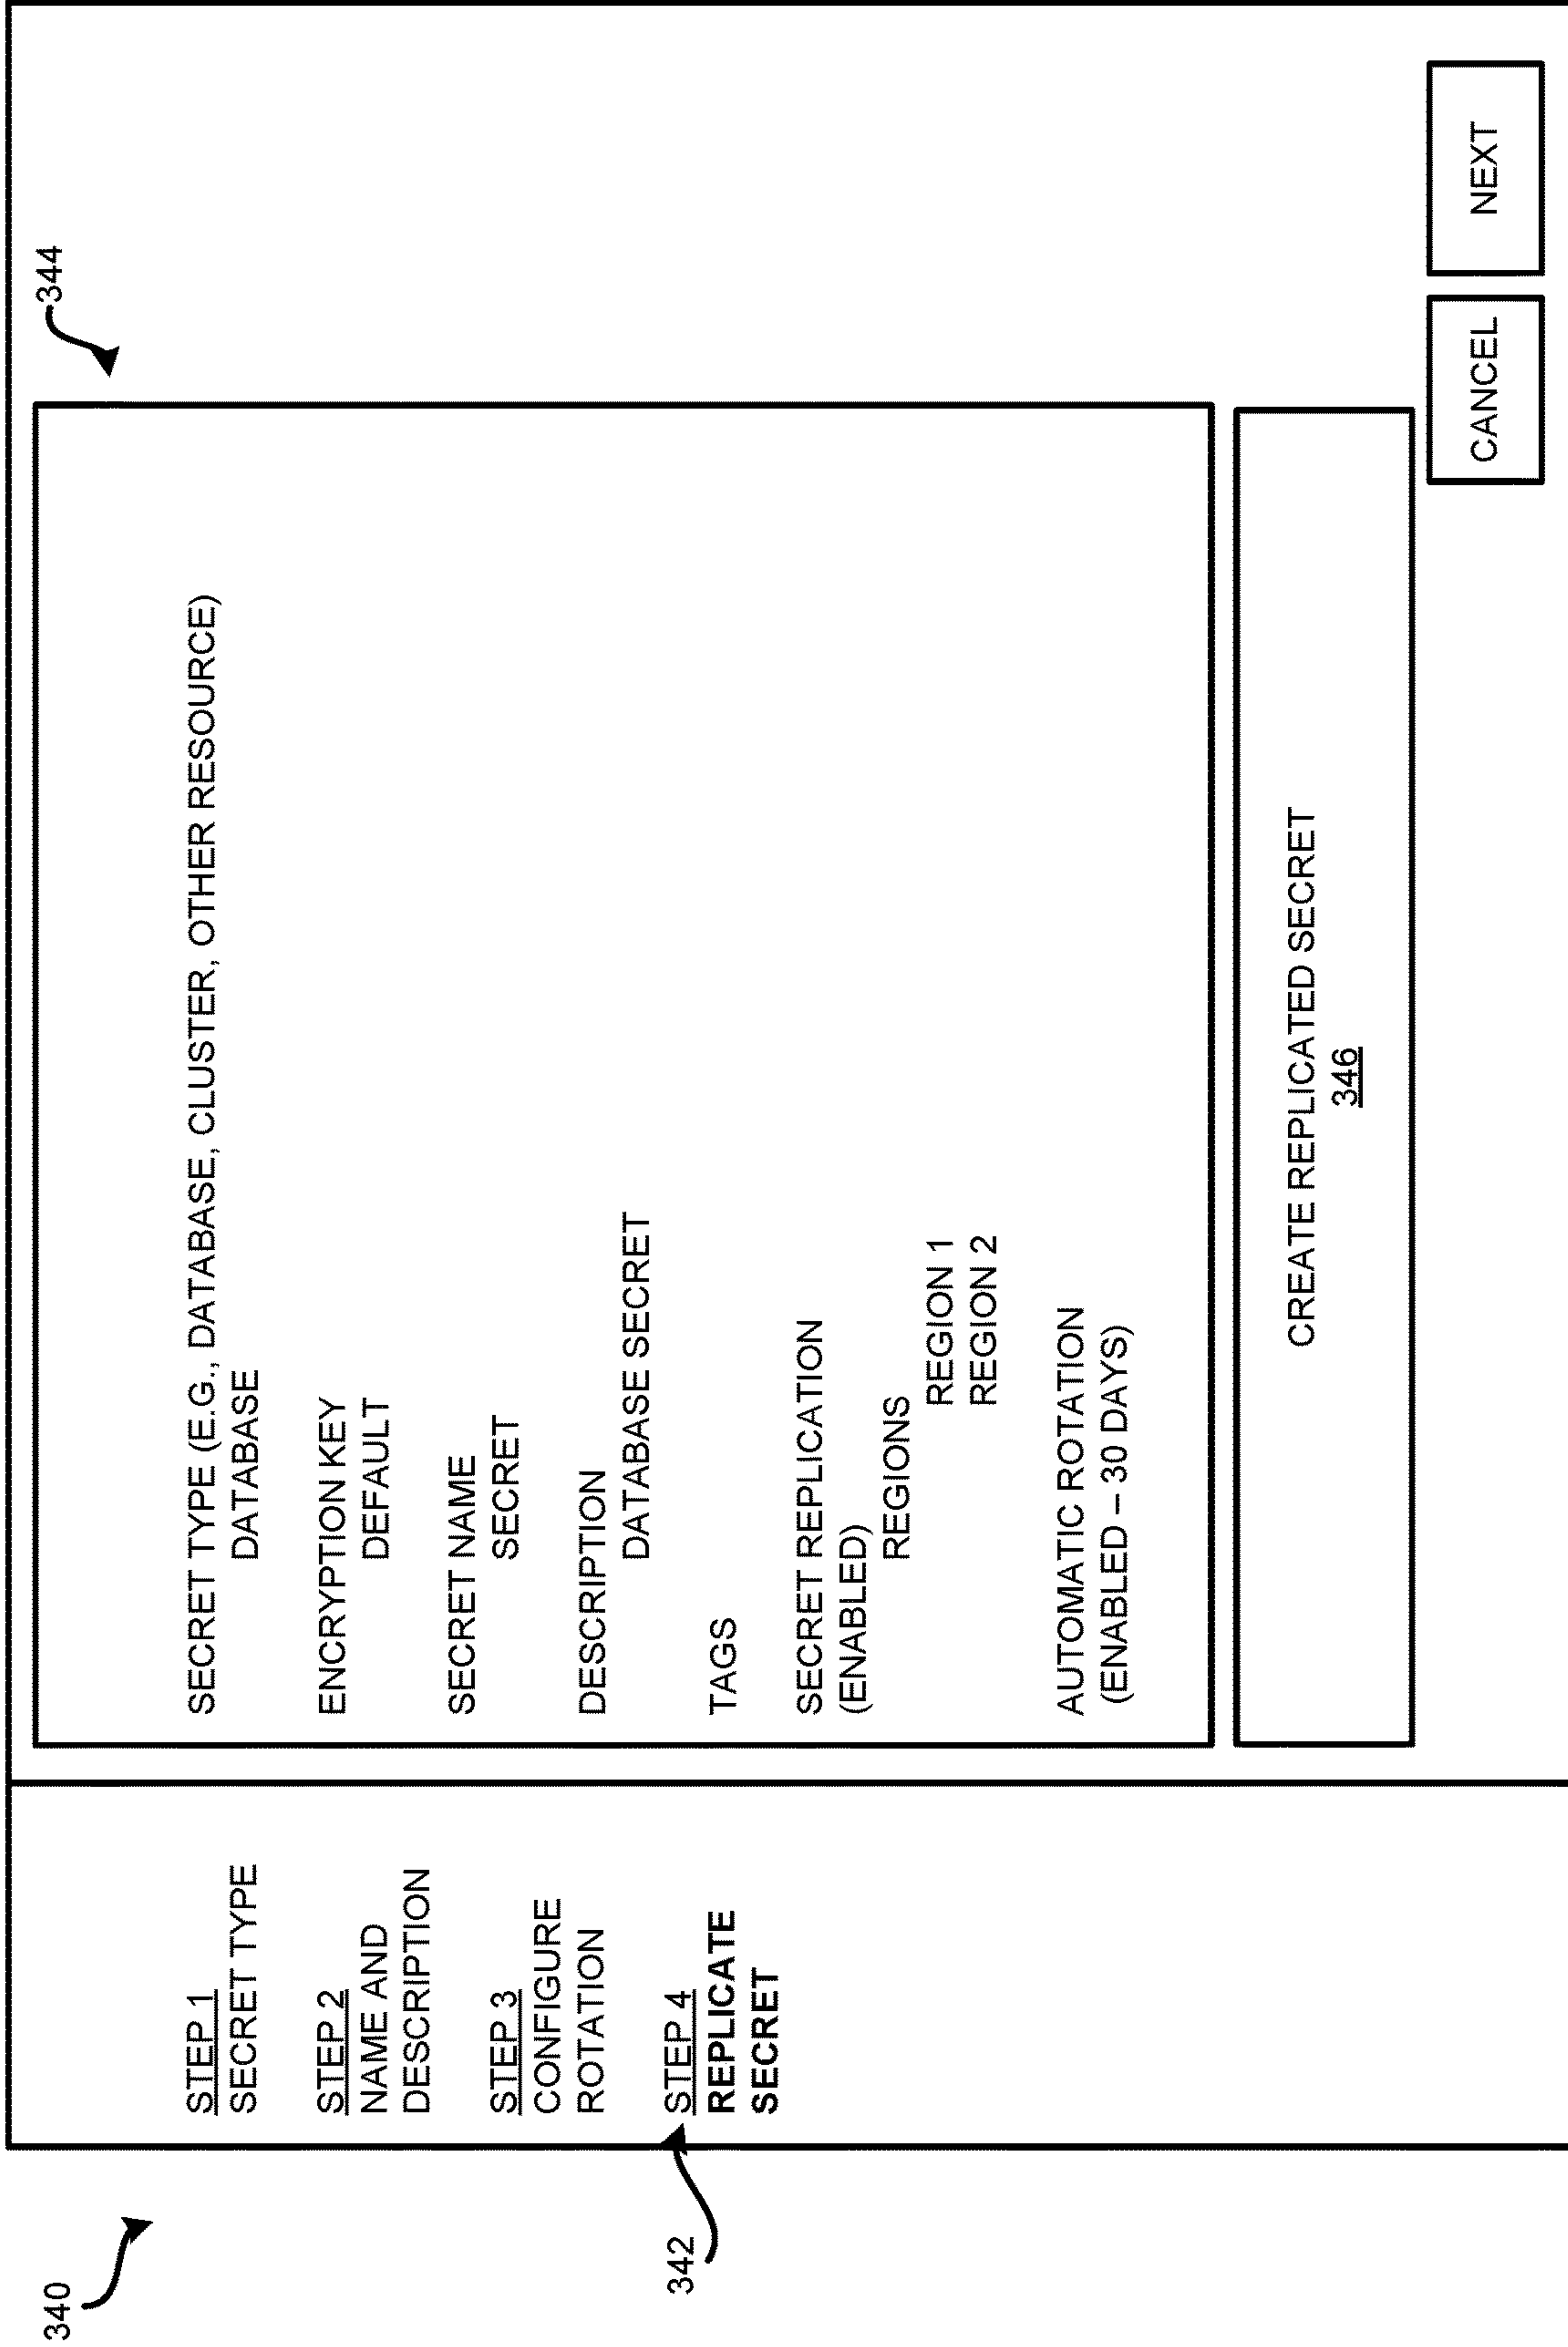 340
342
STEP 1
SECRET TYPE
STEP 2
NAME AND
DESCRIPTION
STEP 3
CONFIGURE
ROTATION
STEP 4
REPLICATE
SECRET
344
SECRET TYPE (E.G., DATABASE, CLUSTER, OTHER RESOURCE)
DATABASE
ENCRYPTION KEY
DEFAULT
SECRET NAME
SECRET
DESCRIPTION
DATABASE SECRET
TAGS
SECRET REPLICATION
(ENABLED)
REGIONS
REGION 1
REGION 2
AUTOMATIC ROTATION
(ENABLED – 30 DAYS)
CREATE REPLICATED SECRET
346
CANCEL
NEXT